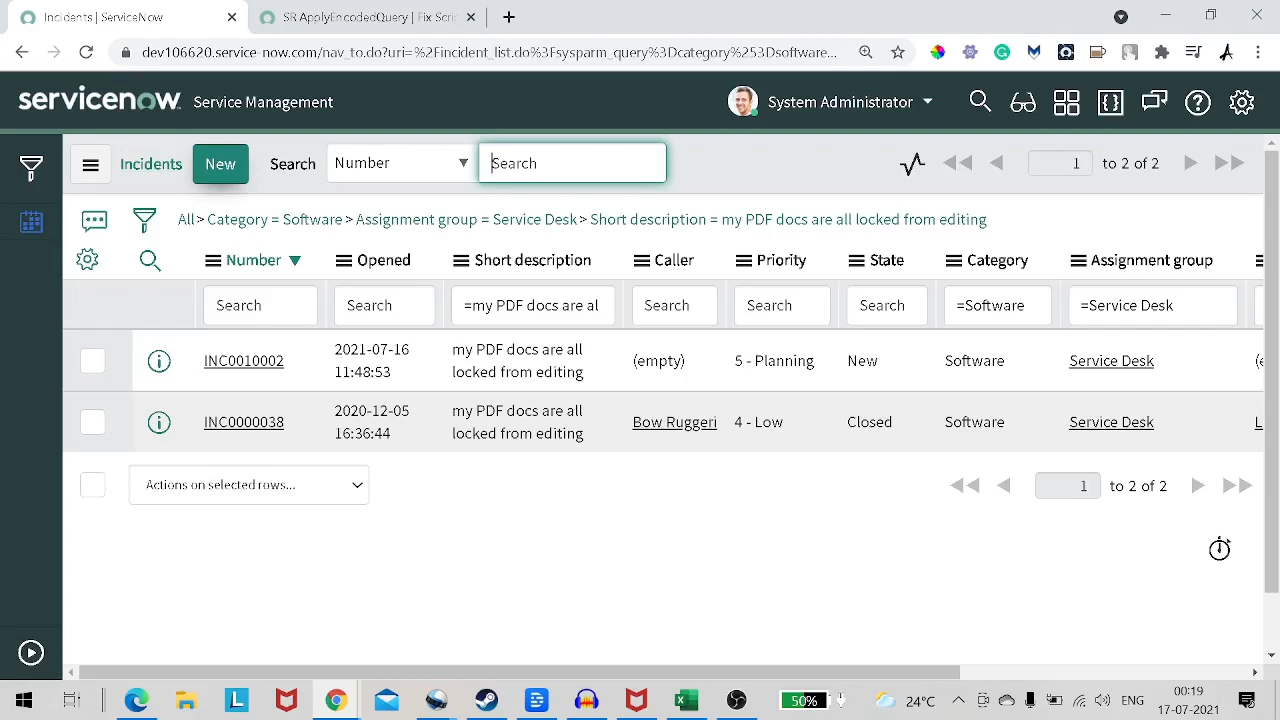 Incidents | ServiceNow
SR ApplyEncodedQuery | Fix Scri
dev106620.service-now.com/nav_to.do?uri=%2Fincident_list.do%3Fsysparm_query%3Dcategory%253Dsoftware...
servicenow Service Management
System Administrator
Incidents New Search Number Search
1 to 2 of 2
All > Category = Software > Assignment group = Service Desk > Short description = my PDF docs are all locked from editing
Number Opened Short description Caller Priority State Category Assignment group
Search Search =my PDF docs are al Search Search Search =Software =Service Desk
INC0010002 2021-07-16 11:48:53 my PDF docs are all locked from editing (empty) 5 - Planning New Software Service Desk (e
INC0000038 2020-12-05 16:36:44 my PDF docs are all locked from editing Bow Ruggeri 4 - Low Closed Software Service Desk L
Actions on selected rows...
1 to 2 of 2
50%
24°C
ENG
00:19
17-07-2021